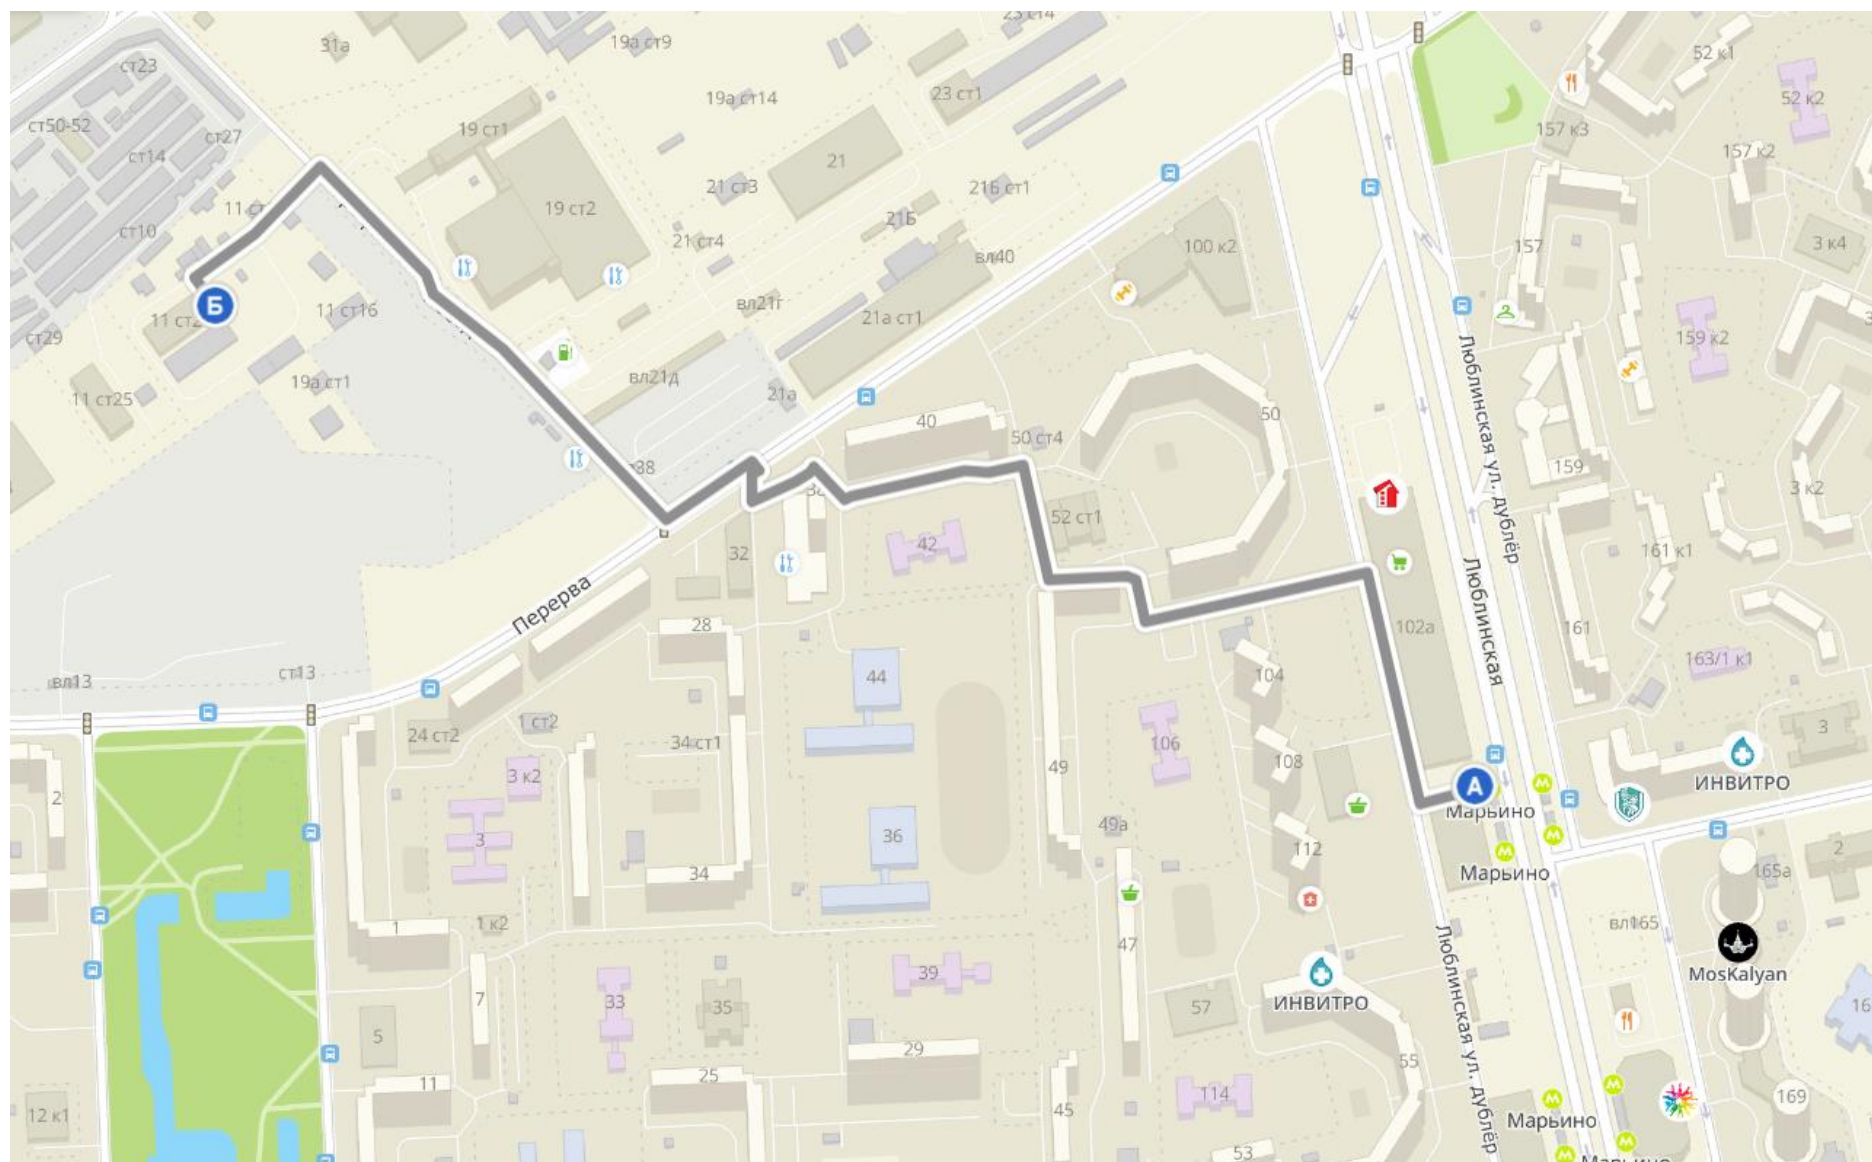 23 ст4
31а
19а ст9
52 к1
ст23
52 к2
19а ст14
23 ст1
ст50-52
19 ст1
157 к3
ст27
157 к2
ст14
21
21 ст3
21Б ст1
11 ст
19 ст2
21Б
ст10
21 ст4
100 к2
157
3 к4
вл40
вл21г
Б
11 ст2
11 ст16
21а ст1
ст29
159 к2
Люблинская ул. дублёр
вл21д
19а ст1
21а
11 ст25
40
50
50 ст4
38
159
3 к2
52 ст1
42
32
161 к1
Перерва
Люблинская
28
102а
161
163/1 к1
104
ст13
вл13
44
1 ст2
24 ст2
34 ст1
106
3
108
49
3 к2
ИНВИТРО
А
2
Марьино
49а
36
3
112
2
34
Марьино
165а
1
1 к2
вл165
47
39
MosKalyan
7
33
35
57
ИНВИТРО
16
Люблинская ул. дублёр
5
29
55
25
11
114
169
12 к1
45
Марьино
53
Марьино